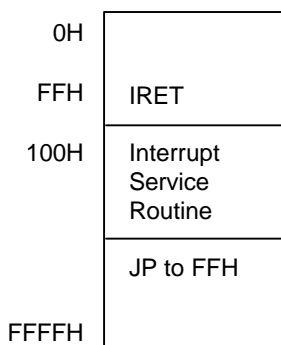 0H
FFH IRET
100H Interrupt
Service
Routine
JP to FFH
FFFFH